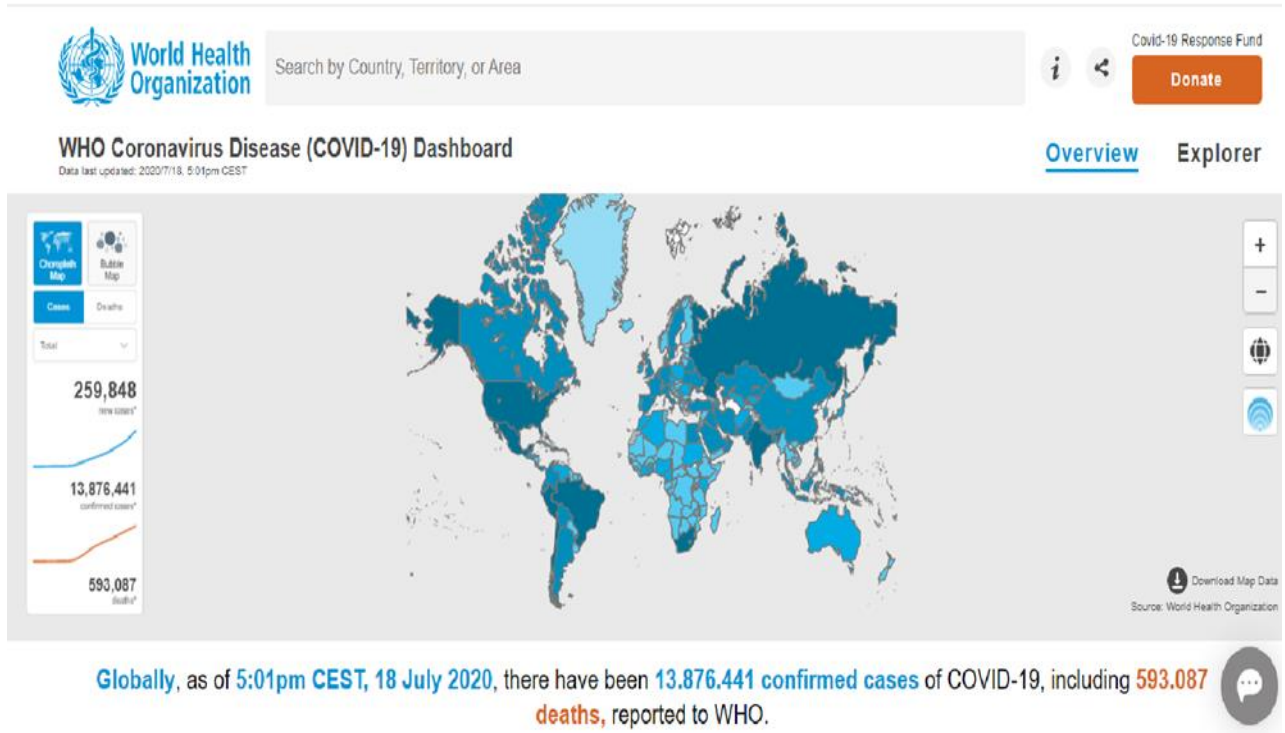 World Health
Organization
Search by Country, Territory, or Area
i
Covid-19 Response Fund
Donate
WHO Coronavirus Disease (COVID-19) Dashboard
Data last updated: 2020/7/18, 5:01pm CEST
Overview
Explorer
Choropleth
Map
Bubble
Map
Cases
Deaths
Total
259,848
new cases*
13,876,441
confirmed cases*
593,087
deaths*
+
−
Download Map Data
Source: World Health Organization
Globally, as of 5:01pm CEST, 18 July 2020, there have been 13.876.441 confirmed cases of COVID-19, including 593.087
deaths, reported to WHO.